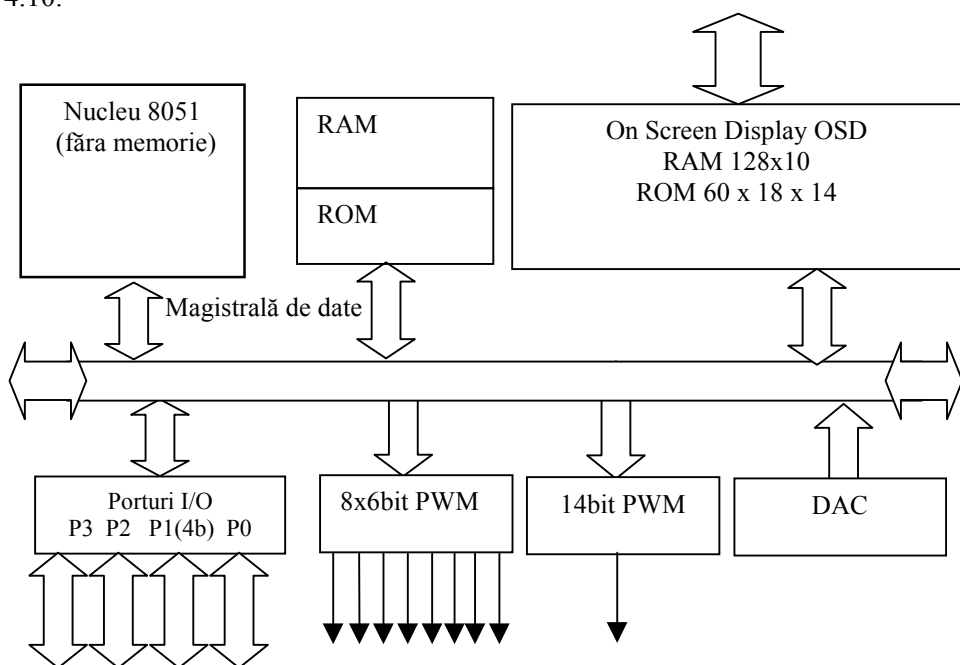 4.10.
Nucleu 8051
(făra memorie)
RAM
ROM
On Screen Display OSD
RAM 128x10
ROM 60 x 18 x 14
Magistrală de date
Porturi I/O
P3 P2 P1(4b) P0
8x6bit PWM
14bit PWM
DAC